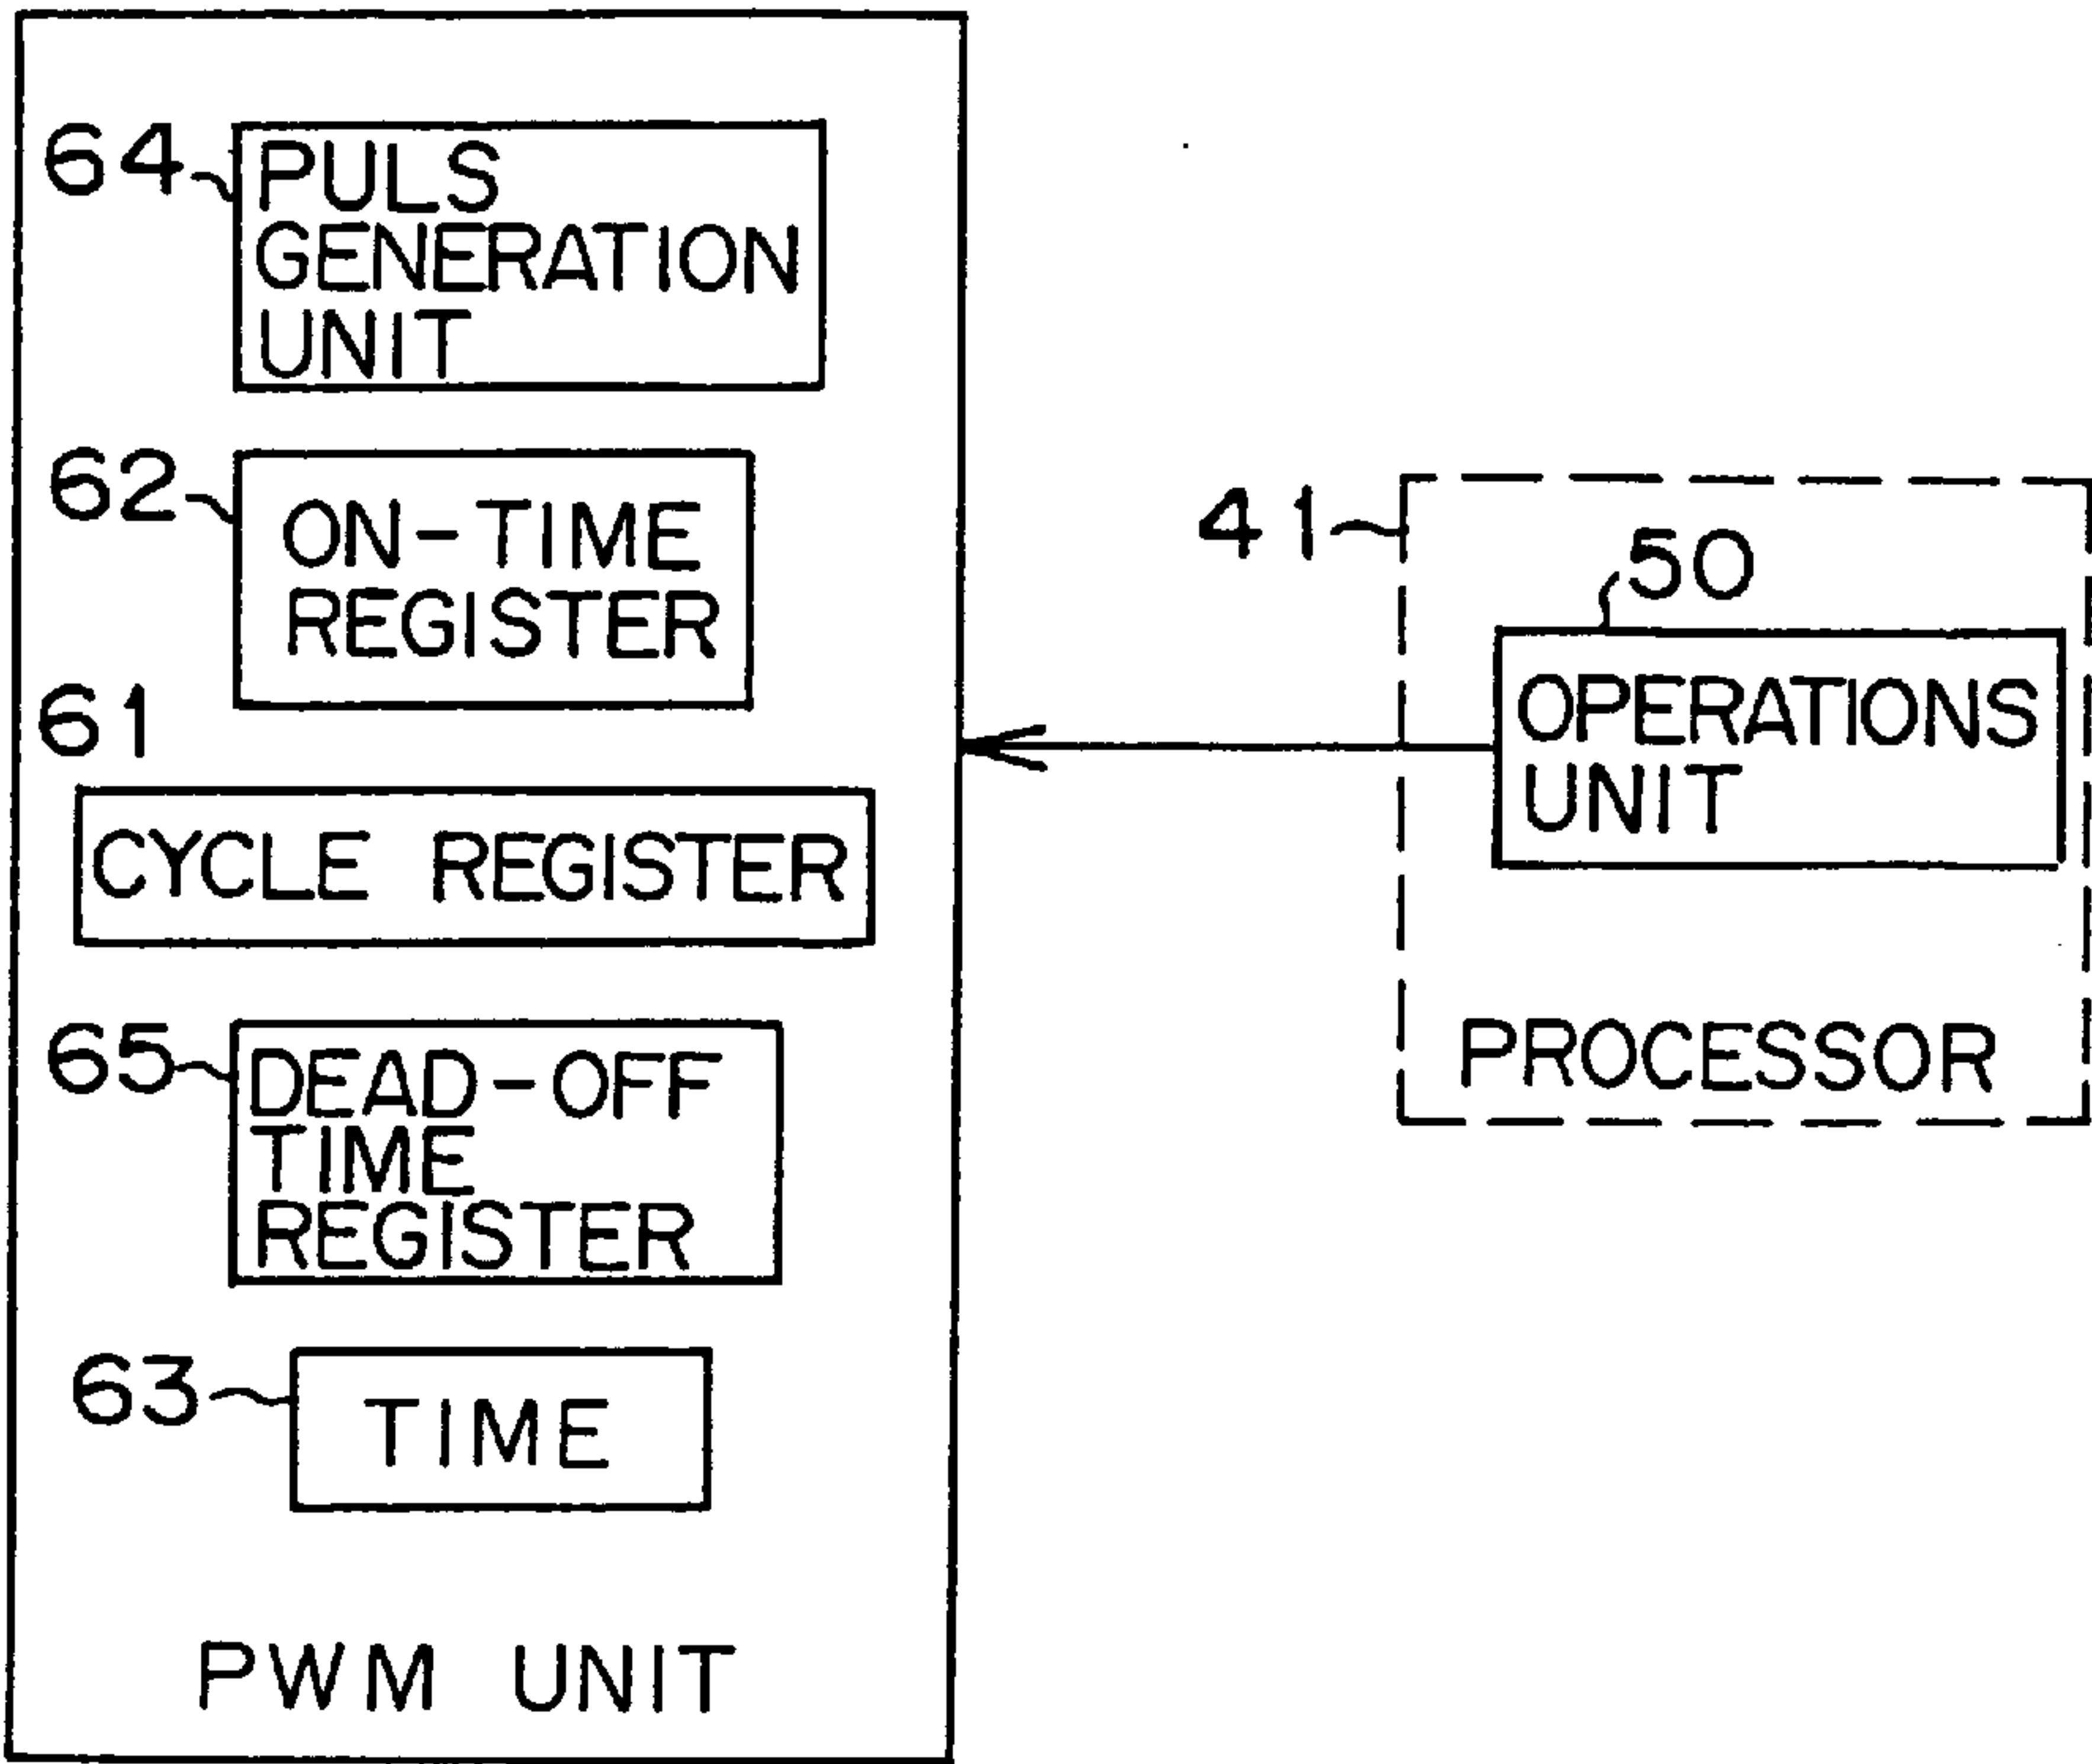 64
PULS
GENERATION
UNIT
62
ON-TIME
REGISTER
61
CYCLE REGISTER
65
DEAD-OFF
TIME
REGISTER
63
TIME
PWM UNIT
41
50
OPERATIONS
UNIT
PROCESSOR